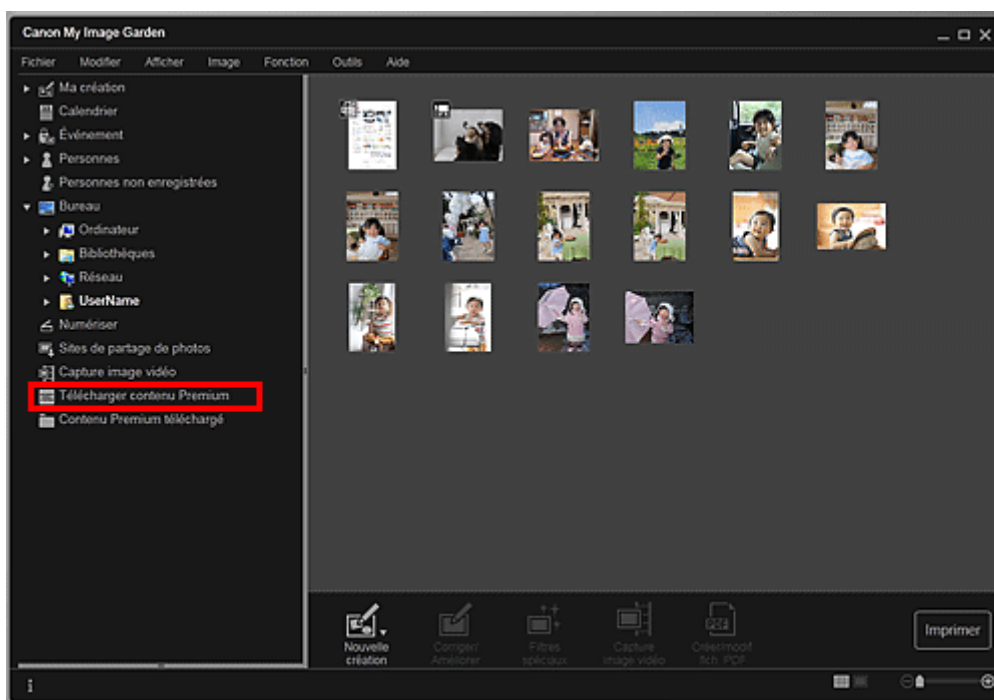 Canon My Image Garden
Fichier Modifier Afficher Image Fonction Outils Aide
Ma création
Calendrier
Événement
Personnes
Personnes non enregistrées
Bureau
Ordinateur
Bibliothèques
Réseau
UserName
Numériser
Sites de partage de photos
Capture image vidéo
Télécharger contenu Premium
Contenu Premium téléchargé
Nouvelle création
Corriger/ Améliorer
Filtres spéciaux
Capture image vidéo
PDF
Créer/modif fich. PDF
Imprimer